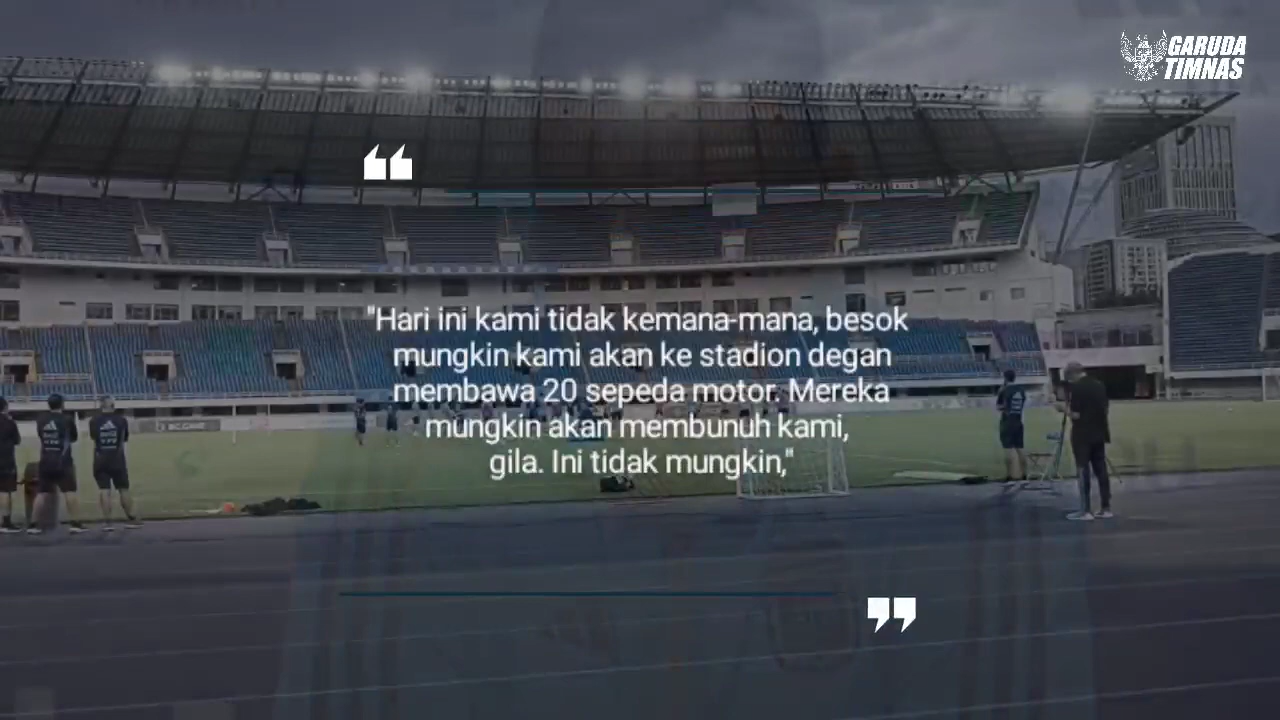 GARUDA
TIMNAS
"Hari ini kami tidak kemana-mana, besok
mungkin kami akan ke stadion degan
membawa 20 sepeda motor. Mereka
mungkin akan membunuh kami,
gila. Ini tidak mungkin,"